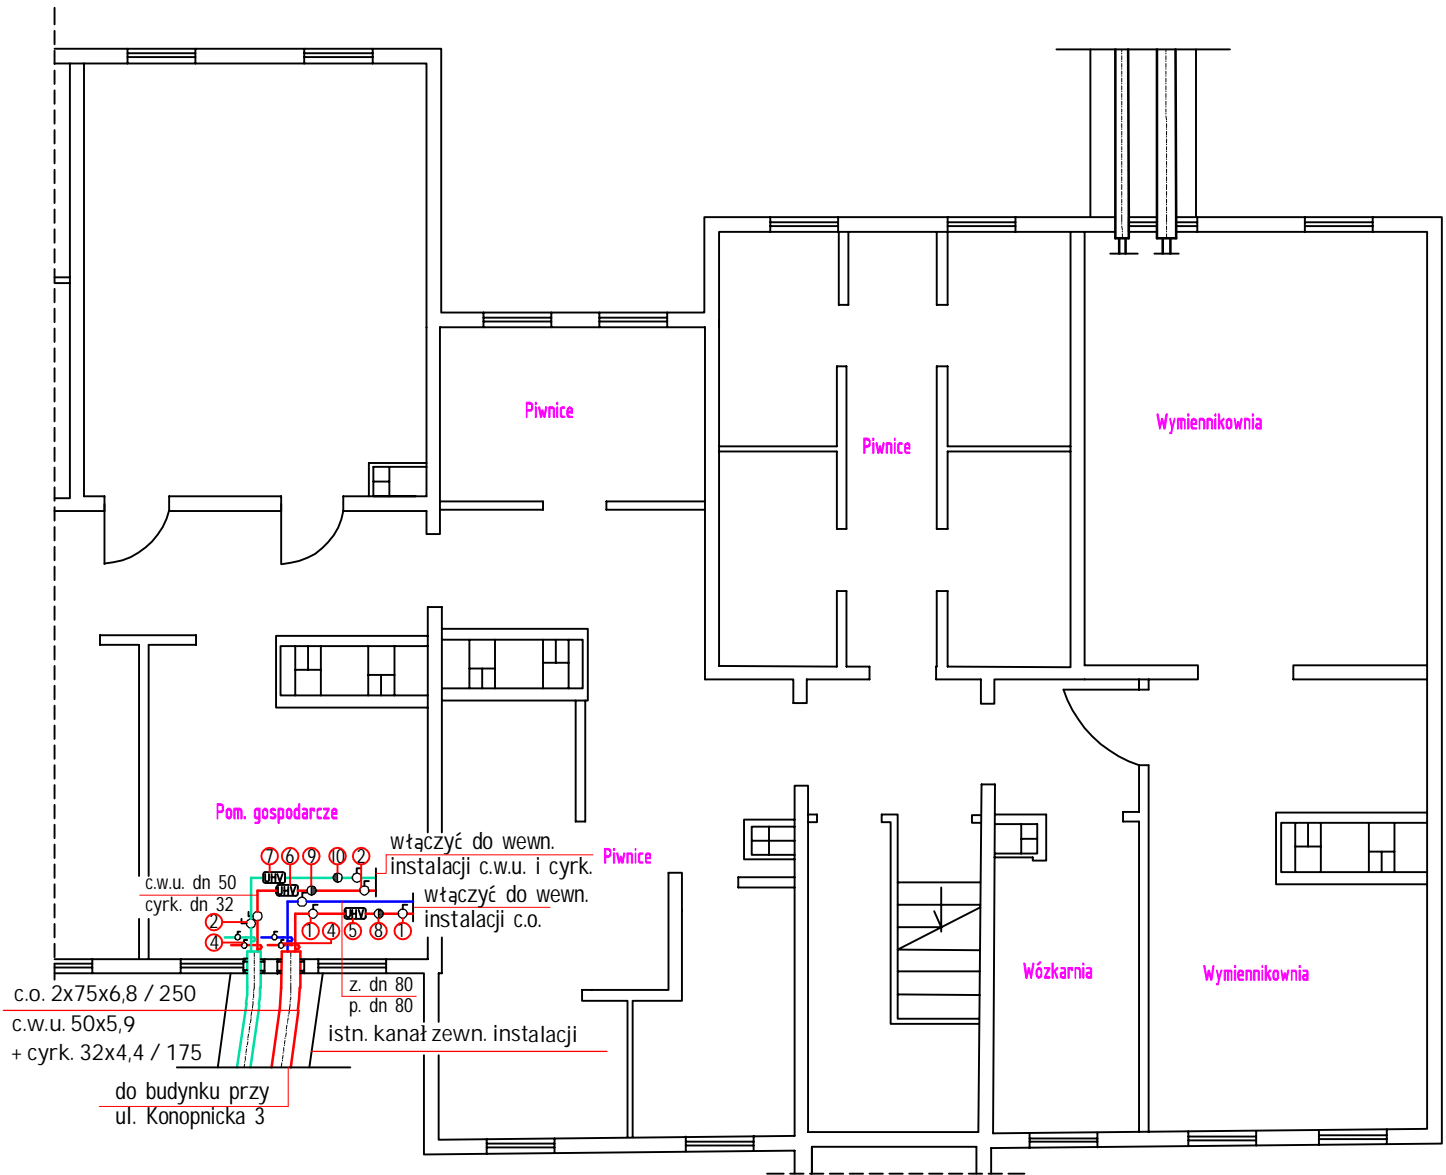 Piwnice
Piwnice
Wymiennikownia
Pom. gospodarcze
Piwnice
Wózkarnia
Wymiennikownia
włączyć do wewn.
instalacji c.w.u. i cyrk.
włączyć do wewn.
instalacji c.o.
7 6 9 10 2
UHV
UHV
c.w.u. dn 50
cyrk. dn 32
2
4
1 4 5 8 1
UHV
z. dn 80
p. dn 80
c.o. 2x75x6,8 / 250
c.w.u. 50x5,9
+ cyrk. 32x4,4 / 175
istn. kanał zewn. instalacji
do budynku przy
ul. Konopnicka 3